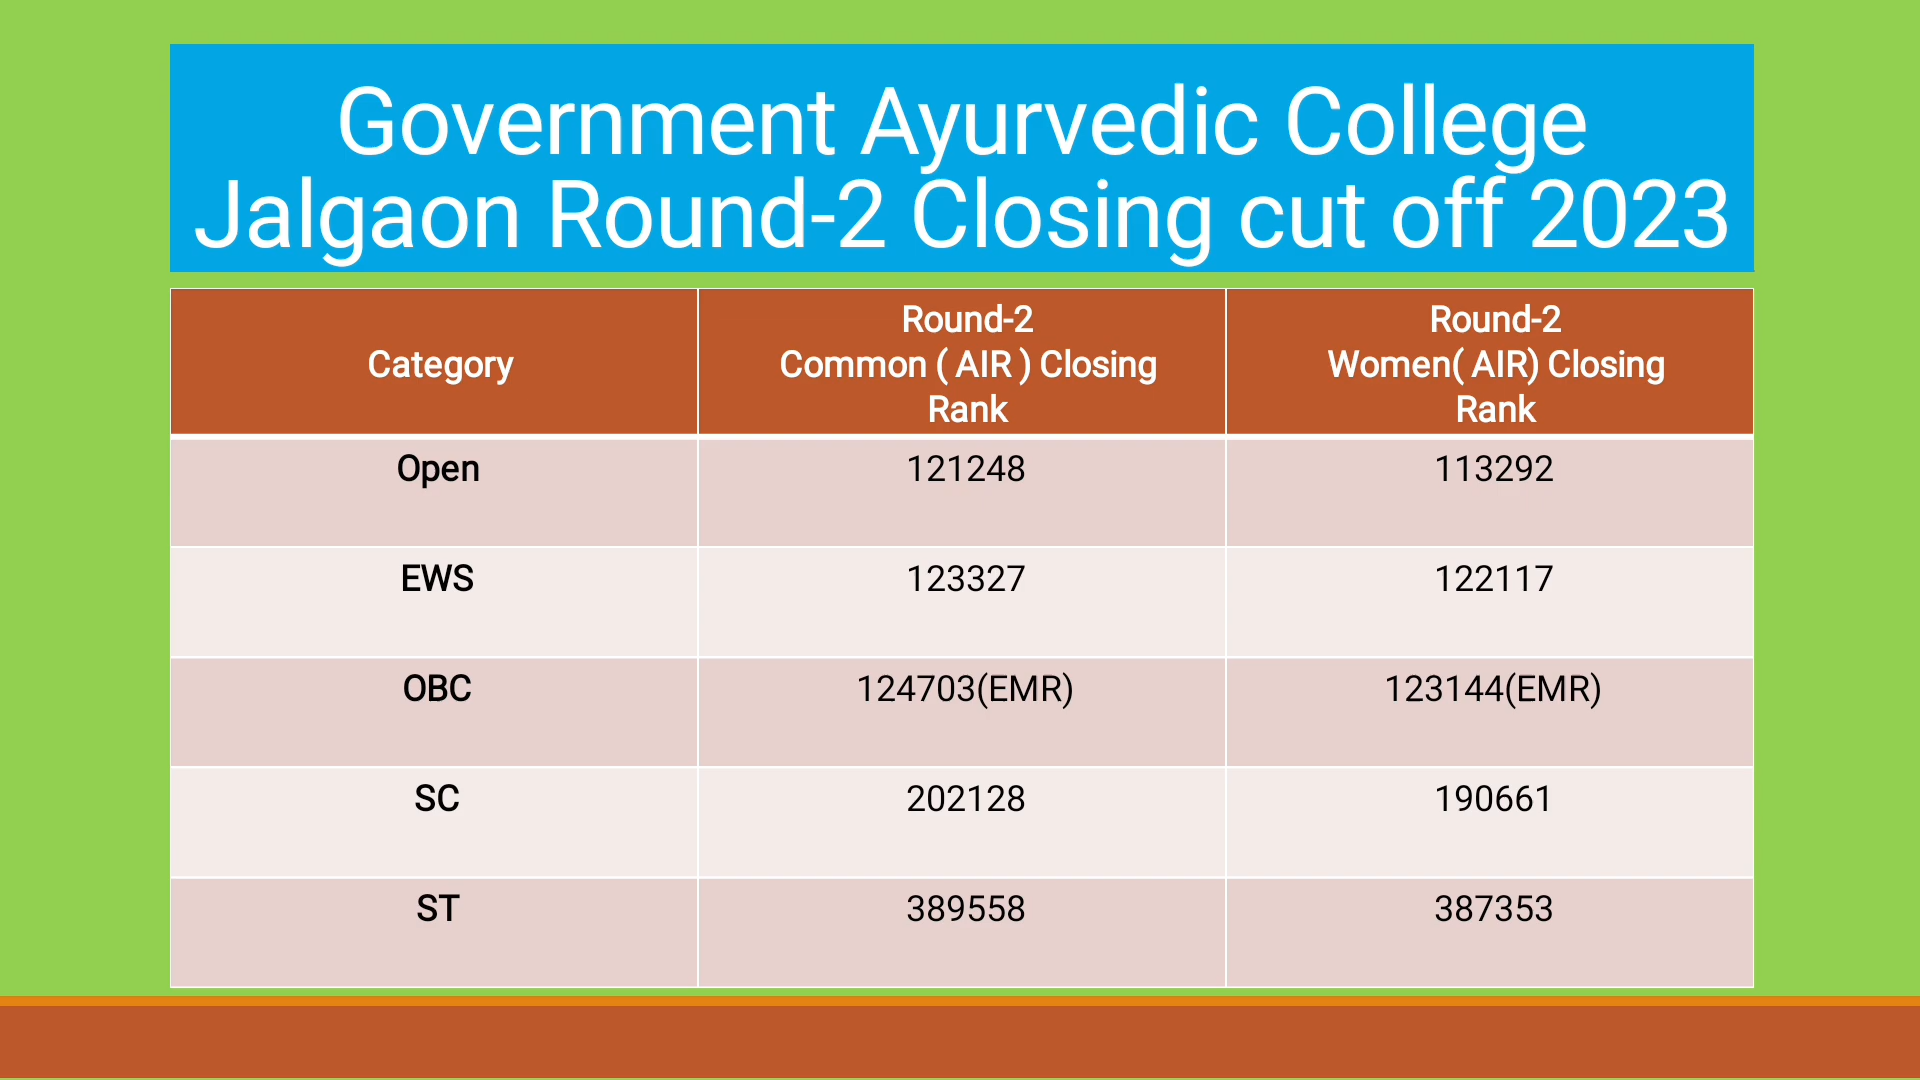 Government Ayurvedic College
Jalgaon Round-2 Closing cut off 2023
Category
Round-2
Common ( AIR ) Closing
Rank
Round-2
Women( AIR) Closing
Rank
Open 121248 113292
EWS 123327 122117
OBC 124703(EMR) 123144(EMR)
SC 202128 190661
ST 389558 387353